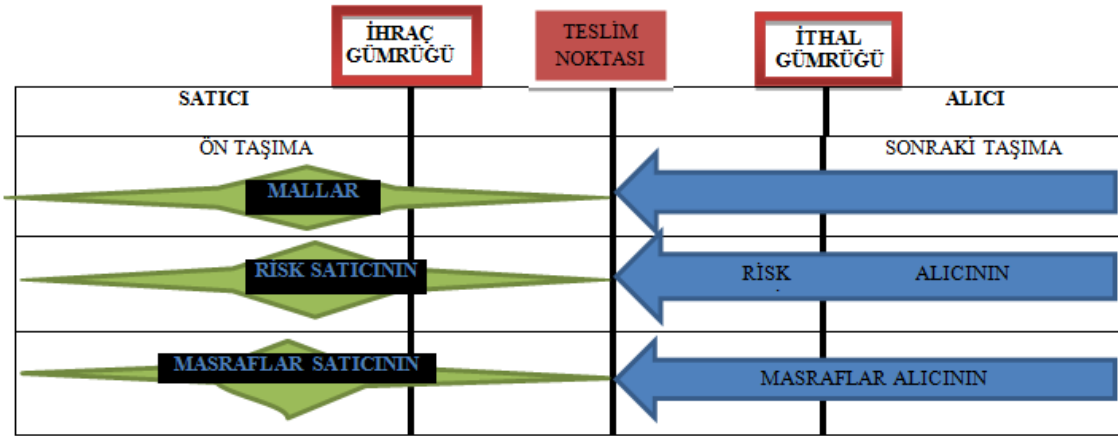 İHRAÇ
GÜMRÜĞÜ
TESLİM
NOKTASI
İTHAL
GÜMRÜĞÜ
SATICI
ALICI
ÖN TAŞIMA
SONRAKİ TAŞIMA
MALLAR
RİSK SATICININ
RİSK ALICININ
MASRAFLAR SATICININ
MASRAFLAR ALICININ